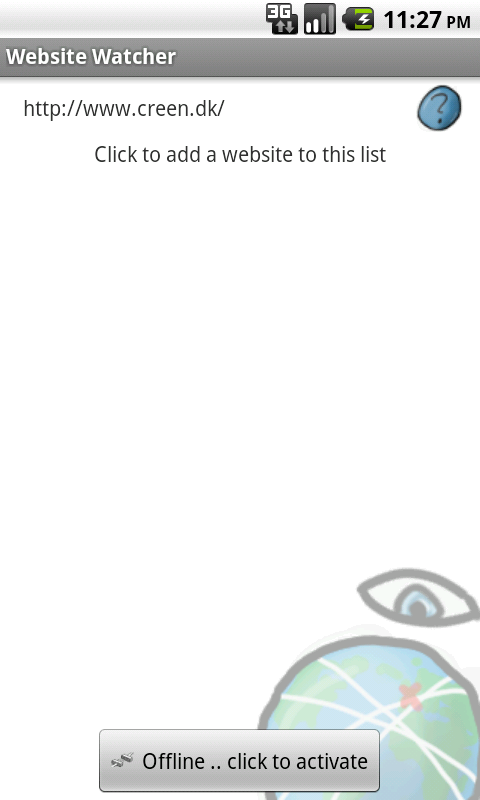 3G
11:27 PM
Website Watcher
http://www.creen.dk/
?
Click to add a website to this list
Offline .. click to activate